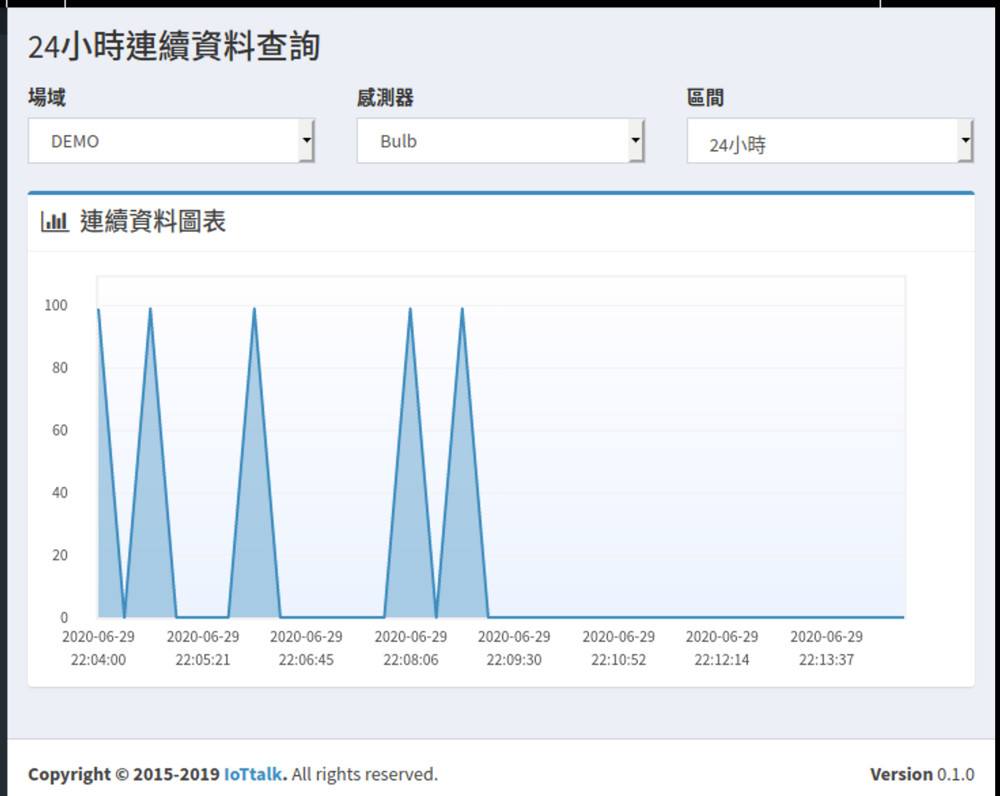 24小時連續資料查詢
場域 感測器 區間
DEMO Bulb 24小時
連續資料圖表
100
80
60
40
20
0
2020-06-29 2020-06-29 2020-06-29 2020-06-29 2020-06-29 2020-06-29 2020-06-29 2020-06-29
22:04:00 22:05:21 22:06:45 22:08:06 22:09:30 22:10:52 22:12:14 22:13:37
Copyright © 2015-2019 IoTtalk. All rights reserved. Version 0.1.0